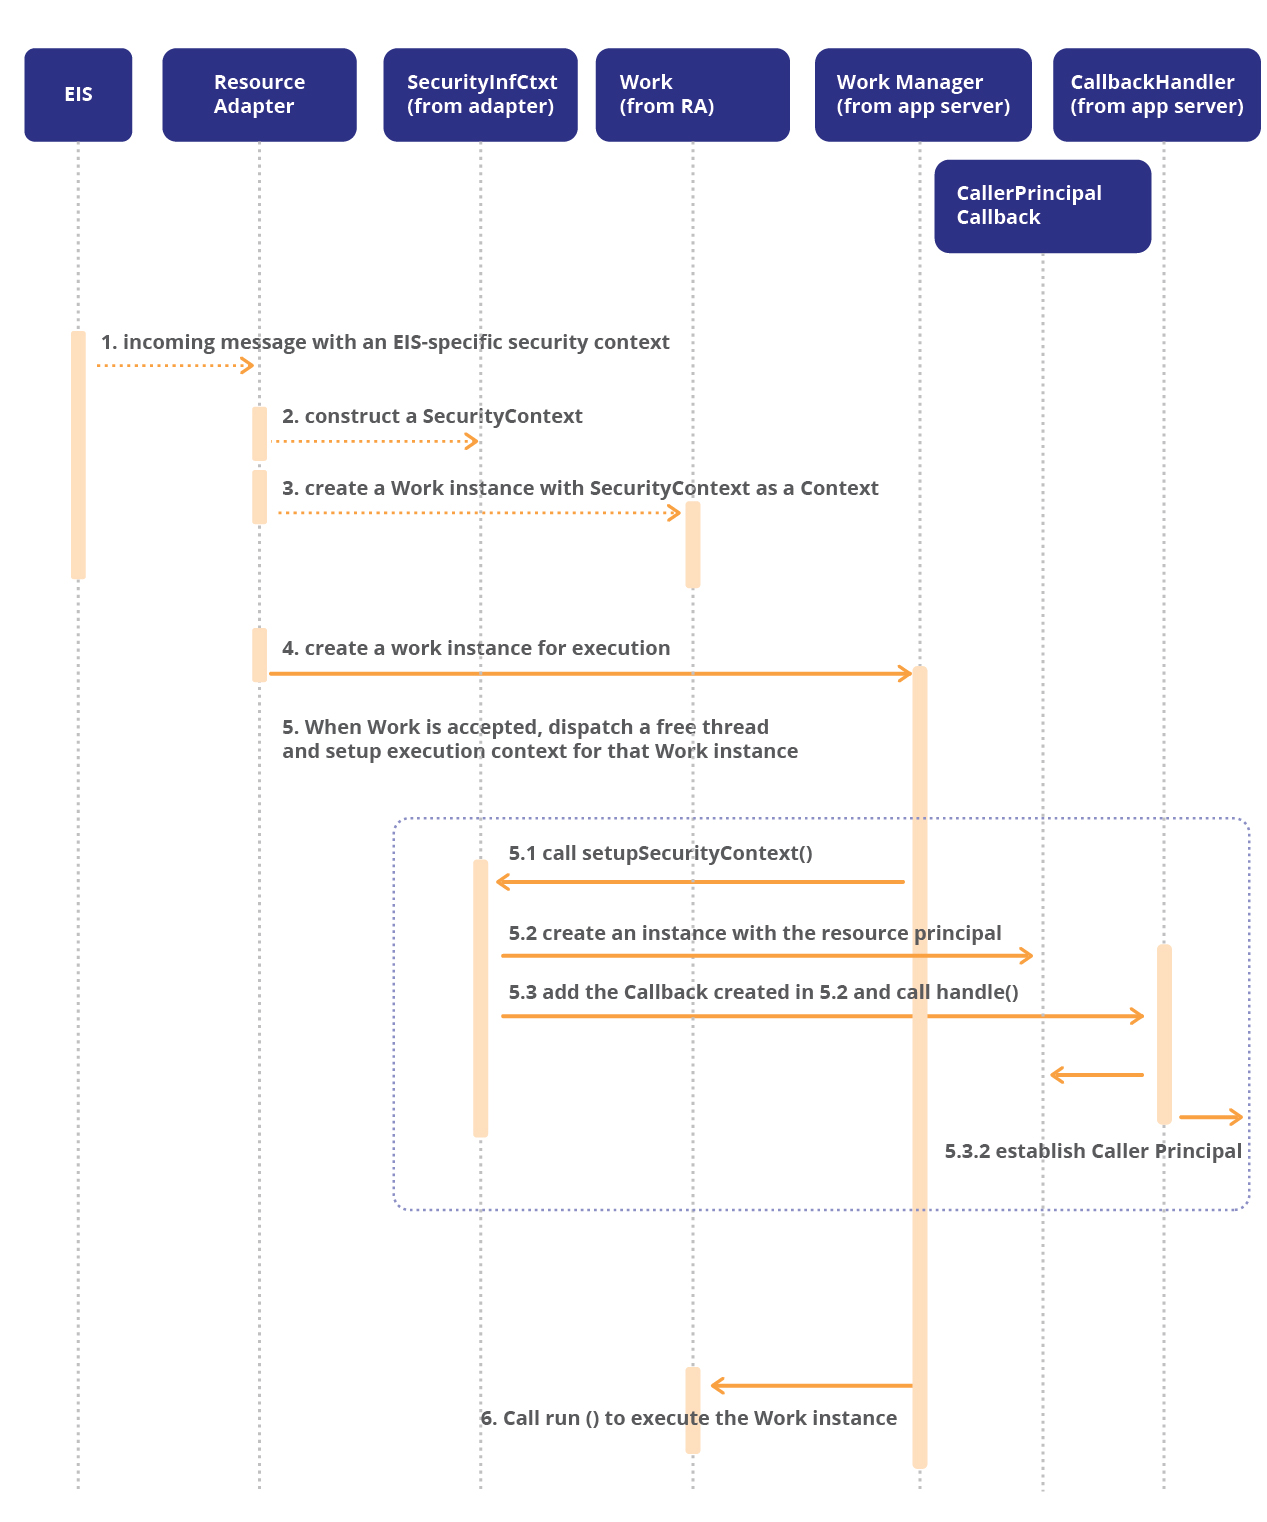 EIS
Resource
Adapter
SecurityInfCtxt
(from adapter)
Work
(from RA)
Work Manager
(from app server)
CallbackHandler
(from app server)
CallerPrincipal
Callback
1. incoming message with an EIS-specific security context
2. construct a SecurityContext
3. create a Work instance with SecurityContext as a Context
4. create a work instance for execution
5. When Work is accepted, dispatch a free thread
and setup execution context for that Work instance
5.1 call setupSecurityContext()
5.2 create an instance with the resource principal
5.3 add the Callback created in 5.2 and call handle()
5.3.2 establish Caller Principal
6. Call run () to execute the Work instance